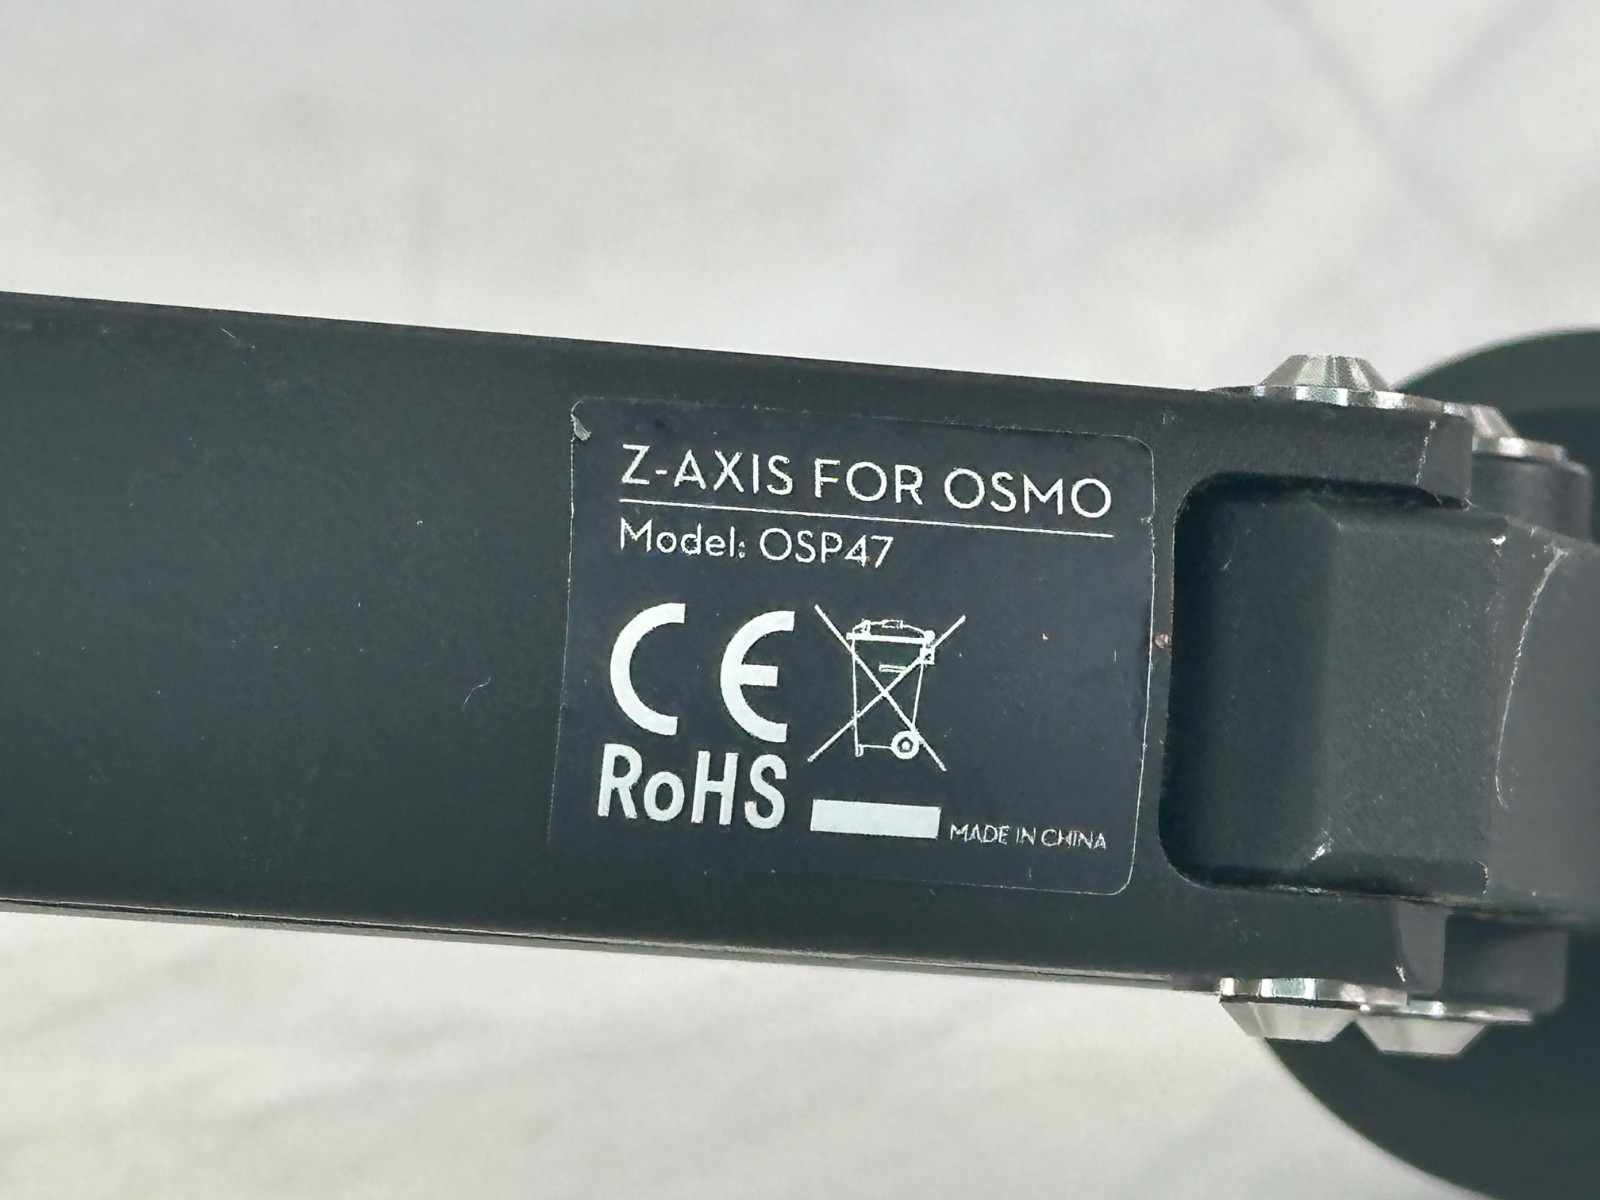 Z-AXIS FOR OSMO
Model: OSP47
CE
RoHS
MADE IN CHINA